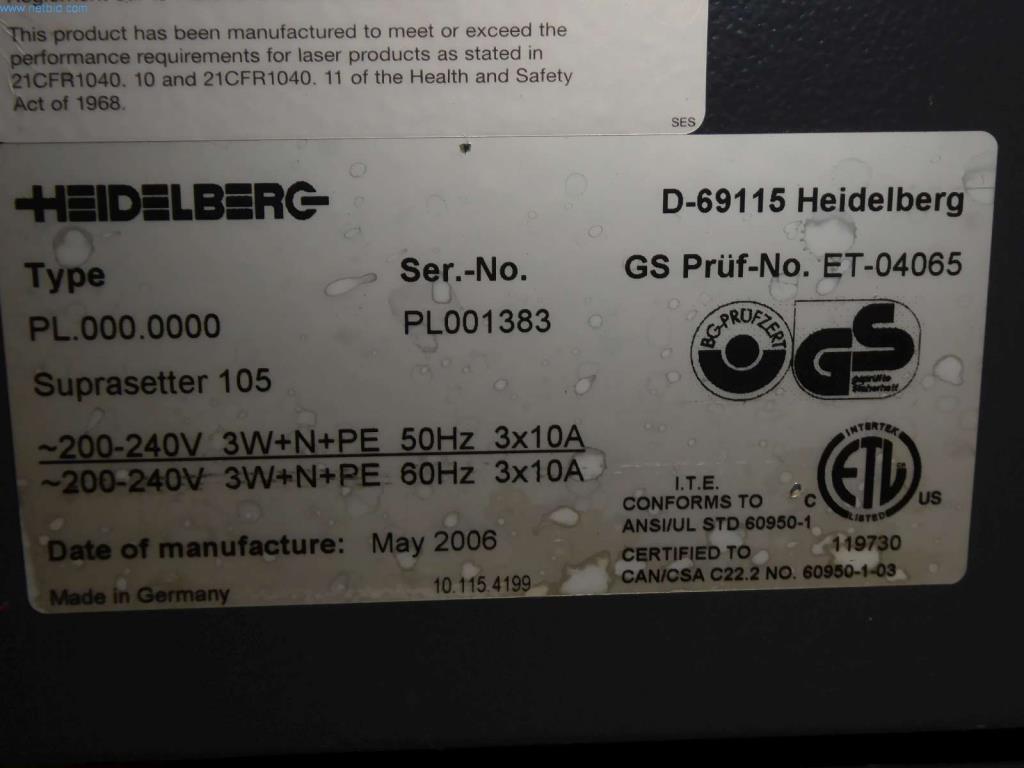 www.netbid.com
This product has been manufactured to meet or exceed the
performance requirements for laser products as stated in
21CFR1040. 10 and 21CFR1040. 11 of the Health and Safety
Act of 1968.
SES
HEIDELBERG
D-69115 Heidelberg
Type
Ser.-No.
GS Prüf-No. ET-04065
PL.000.0000
PL001383
BG-PRÜFZERT
GS
geprüfte
Sicherheit
Suprasetter 105
~200-240V 3W+N+PE 50Hz 3x10A
~200-240V 3W+N+PE 60Hz 3x10A
INTERTEK
ETL
LISTED
C
US
I.T.E.
CONFORMS TO
ANSI/UL STD 60950-1
119730
CERTIFIED TO
CAN/CSA C22.2 NO. 60950-1-03
Date of manufacture: May 2006
Made in Germany
10.115.4199